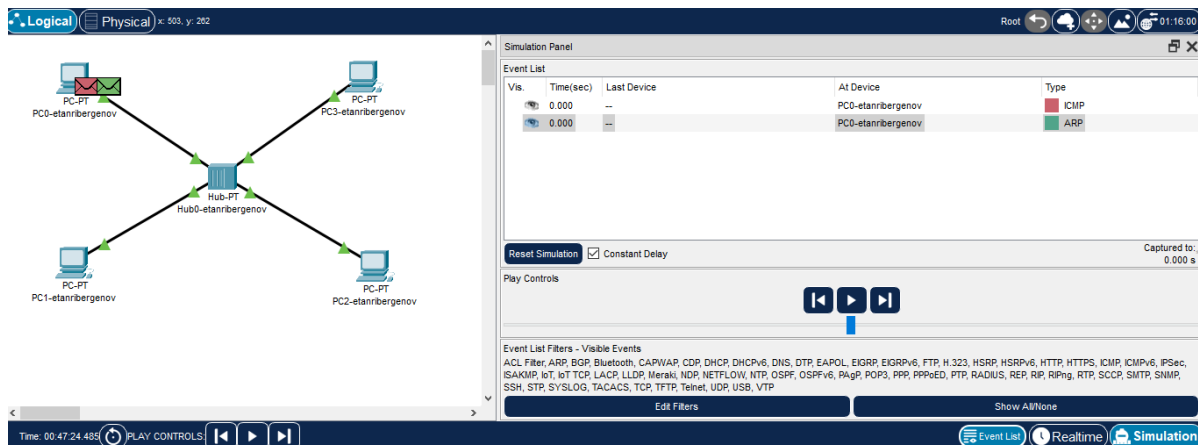 Logical Physical x: 503, y: 262 Root 01:16:00
PC-PT
PC0-etanribergenov
PC-PT
PC3-etanribergenov
Hub-PT
Hub0-etanribergenov
PC-PT
PC1-etanribergenov
PC-PT
PC2-etanribergenov
Simulation Panel
Event List
Vis. Time(sec) Last Device At Device Type
0.000 -- PC0-etanribergenov ICMP
0.000 -- PC0-etanribergenov ARP
Reset Simulation Constant Delay Captured to:
0.000 s
Play Controls
Event List Filters - Visible Events
ACL Filter, ARP, BGP, Bluetooth, CAPWAP, CDP, DHCP, DHCPv6, DNS, DTP, EAPOL, EIGRP, EIGRPv6, FTP, H.323, HSRP, HSRPv6, HTTP, HTTPS, ICMP, ICMPv6, IPSec,
ISAKMP, IoT, IoT TCP, LACP, LLDP, Meraki, NDP, NETFLOW, NTP, OSPF, OSPFv6, PAgP, POP3, PPP, PPPoED, PTP, RADIUS, REP, RIP, RIPng, RTP, SCCP, SMTP, SNMP,
SSH, STP, SYSLOG, TACACS, TCP, TFTP, Telnet, UDP, USB, VTP
Edit Filters Show All/None
Time: 00:47:24.485 PLAY CONTROLS: Event List Realtime Simulation